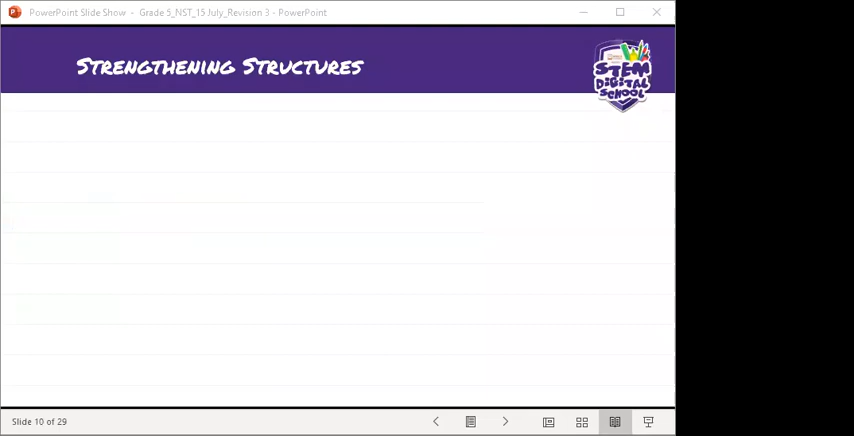 PowerPoint Slide Show - Grade 5_NST_15 July_Revision 3 - PowerPoint
Strengthening Structures
STEM
DIGITAL
SCHOOL
Slide 10 of 29